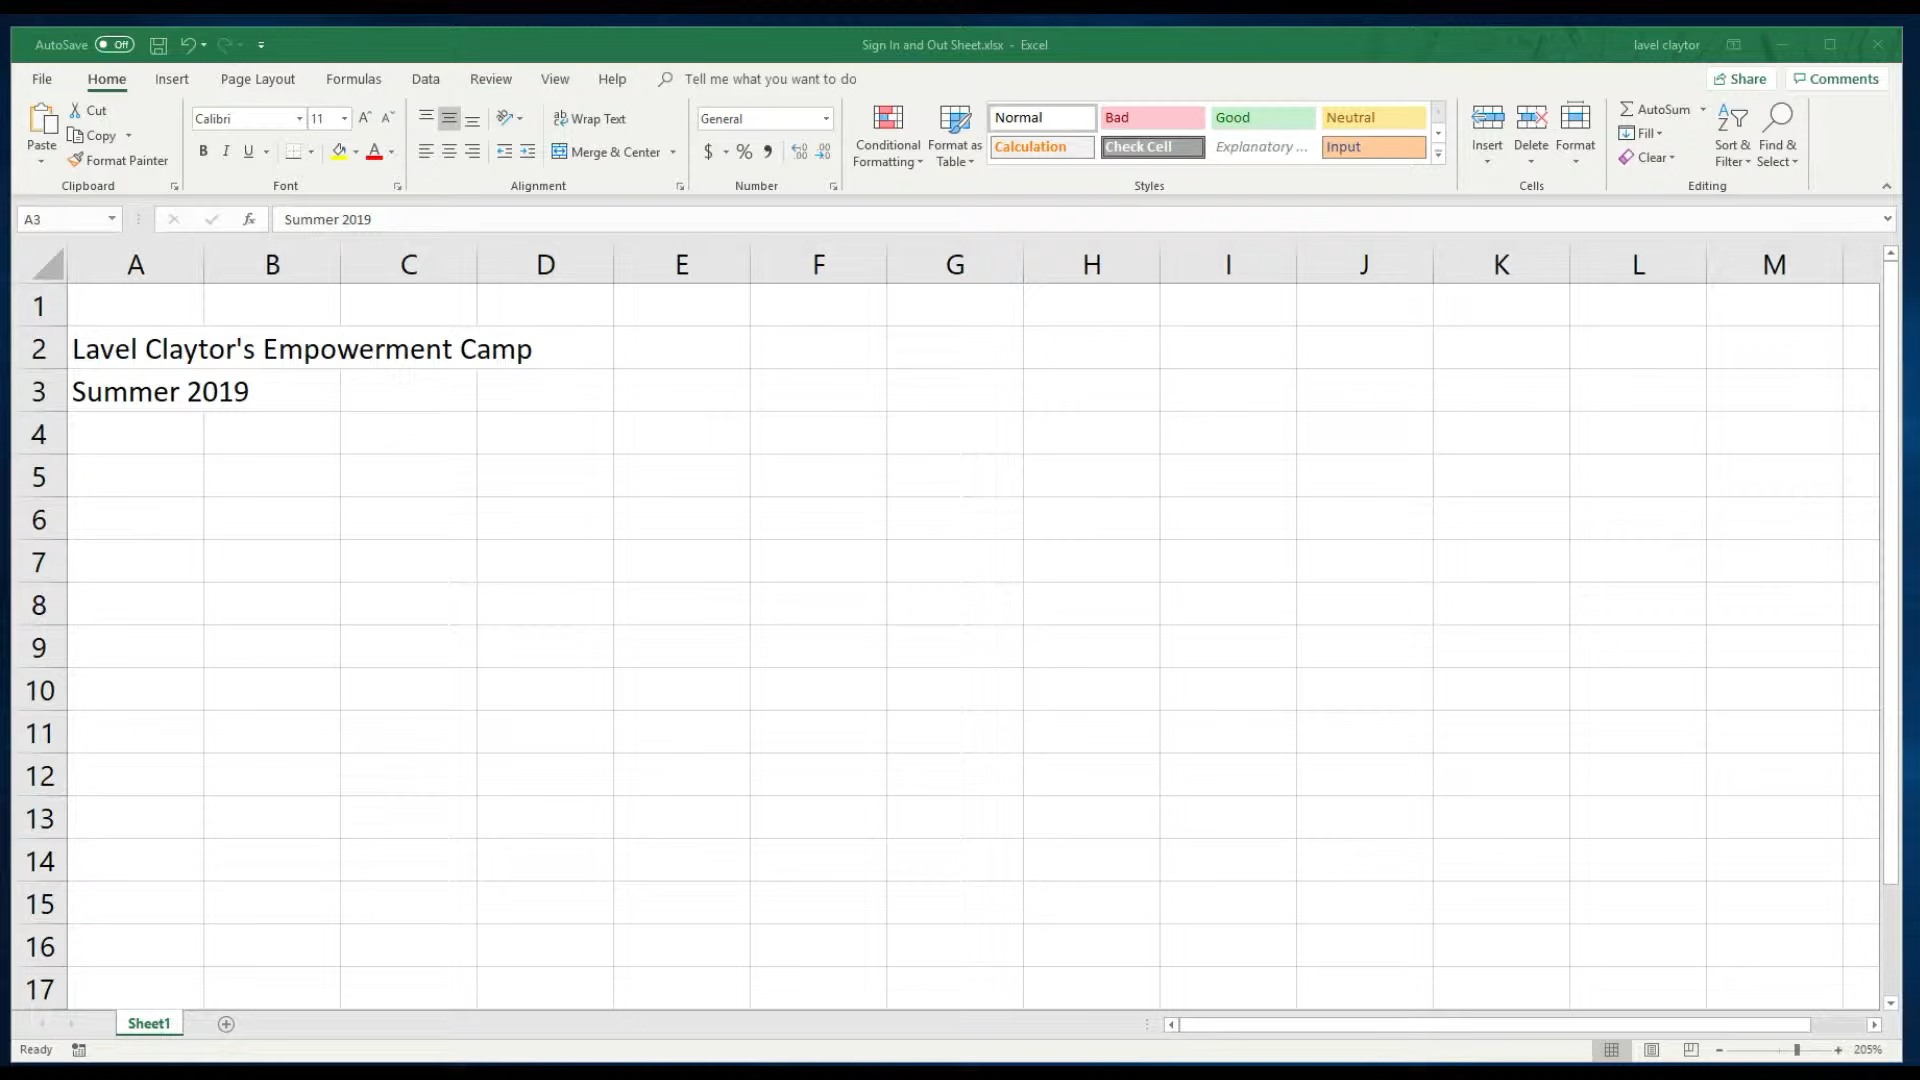 AutoSave Off Sign In and Out Sheet.xlsx - Excel lavel claytor
File Home Insert Page Layout Formulas Data Review View Help Tell me what you want to do Share Comments
Paste Cut Copy Format Painter Clipboard
Calibri 11 A A B I U A Font
ab Wrap Text Merge & Center Alignment
General $ % , .00 .0 Number
Conditional Formatting Format as Table Normal Bad Good Neutral Calculation Check Cell Explanatory ... Input Styles
Insert Delete Format Cells
AutoSum Fill Clear Sort & Filter Find & Select Editing
A3 fx Summer 2019
A B C D E F G H I J K L M
1
2 Lavel Claytor's Empowerment Camp
3 Summer 2019
4
5
6
7
8
9
10
11
12
13
14
15
16
17
Sheet1
Ready 205%